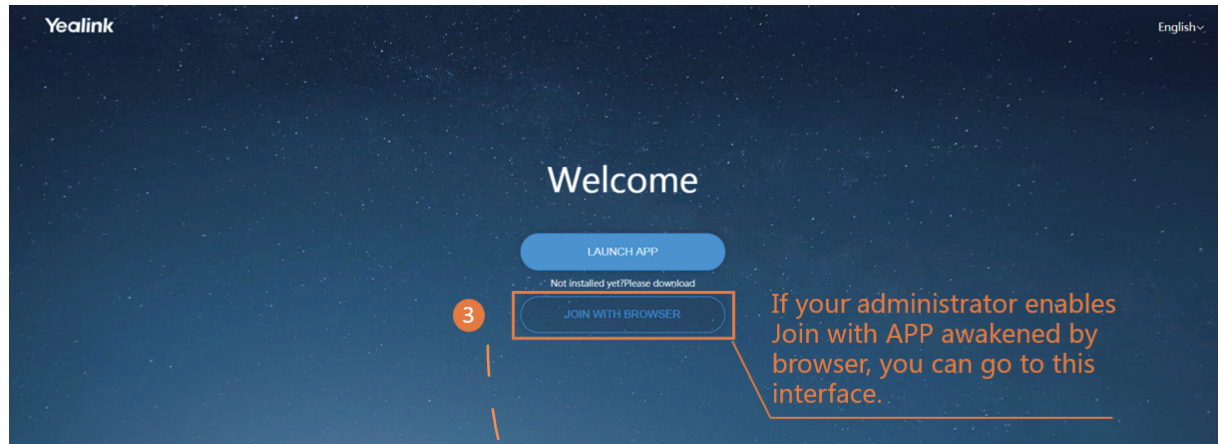 Yealink
English
Welcome
LAUNCH APP
Not installed yet?Please download
3
JOIN WITH BROWSER
If your administrator enables
Join with APP awakened by
browser, you can go to this
interface.